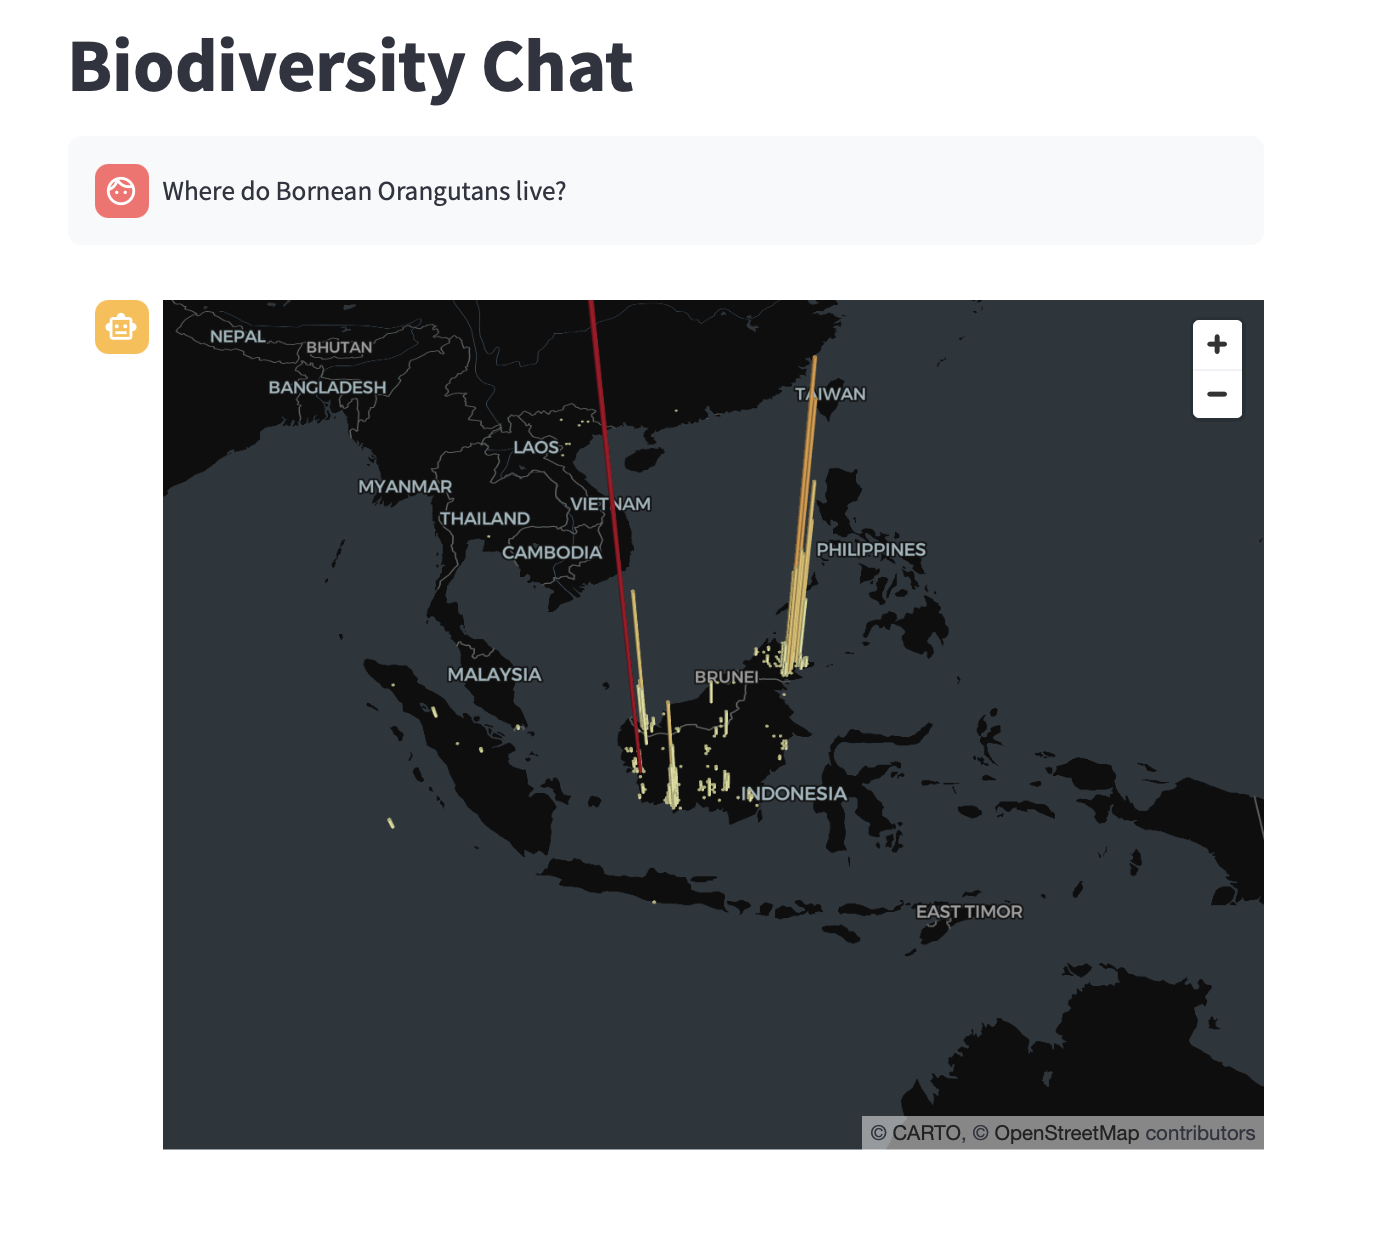 Biodiversity Chat
Where do Bornean Orangutans live?
NEPAL
BHUTAN
BANGLADESH
TAIWAN
LAOS
MYANMAR
VIETNAM
THAILAND
CAMBODIA
PHILIPPINES
MALAYSIA
BRUNEI
INDONESIA
EAST TIMOR
© CARTO, © OpenStreetMap contributors